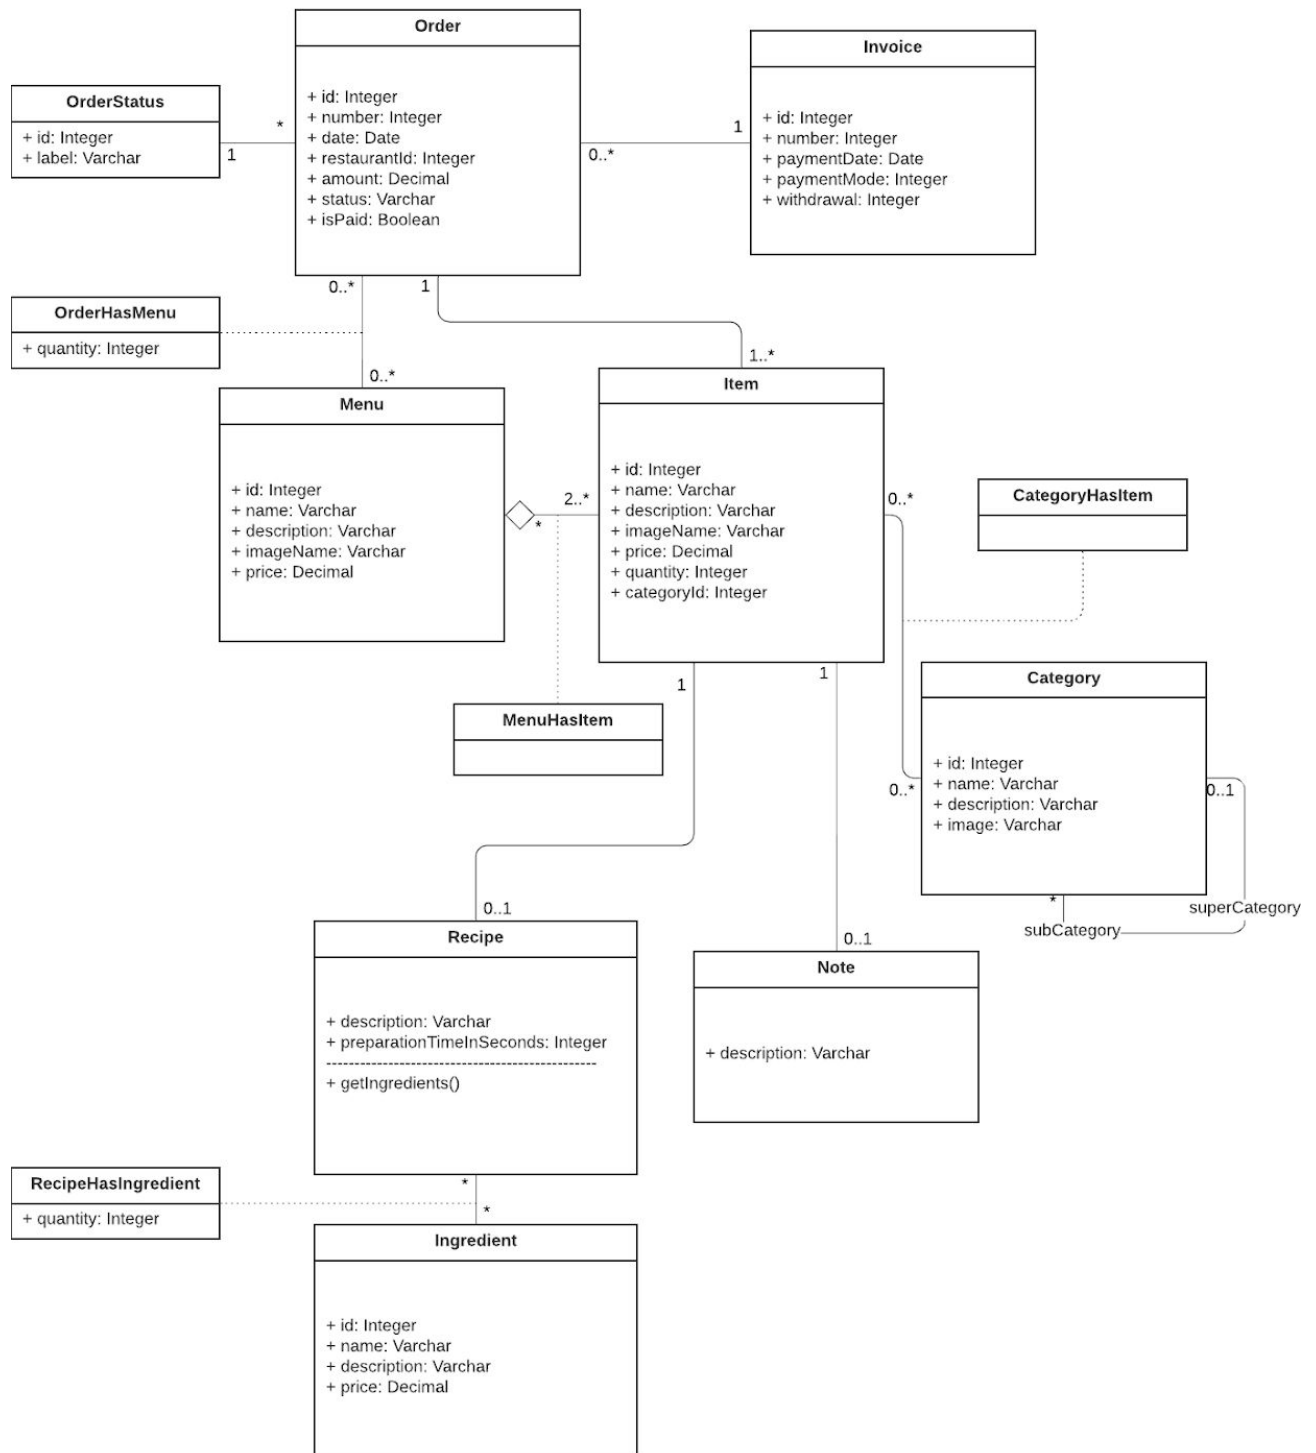 Order
+ id: Integer
+ number: Integer
+ date: Date
+ restaurantId: Integer
+ amount: Decimal
+ status: Varchar
+ isPaid: Boolean
Invoice
+ id: Integer
+ number: Integer
+ paymentDate: Date
+ paymentMode: Integer
+ withdrawal: Integer
OrderStatus
+ id: Integer
+ label: Varchar
1
*
0..*
1
0..*
1
OrderHasMenu
+ quantity: Integer
0..*
1..*
Menu
+ id: Integer
+ name: Varchar
+ description: Varchar
+ imageName: Varchar
+ price: Decimal
*
2..*
Item
+ id: Integer
+ name: Varchar
+ description: Varchar
+ imageName: Varchar
+ price: Decimal
+ quantity: Integer
+ categoryId: Integer
0..*
CategoryHasItem
MenuHasItem
1
1
0..*
Category
+ id: Integer
+ name: Varchar
+ description: Varchar
+ image: Varchar
0..1
*
superCategory
subCategory
0..1
Recipe
+ description: Varchar
+ preparationTimeInSeconds: Integer
---------------------------------------------------
+ getIngredients()
0..1
Note
+ description: Varchar
RecipeHasIngredient
+ quantity: Integer
*
*
Ingredient
+ id: Integer
+ name: Varchar
+ description: Varchar
+ price: Decimal